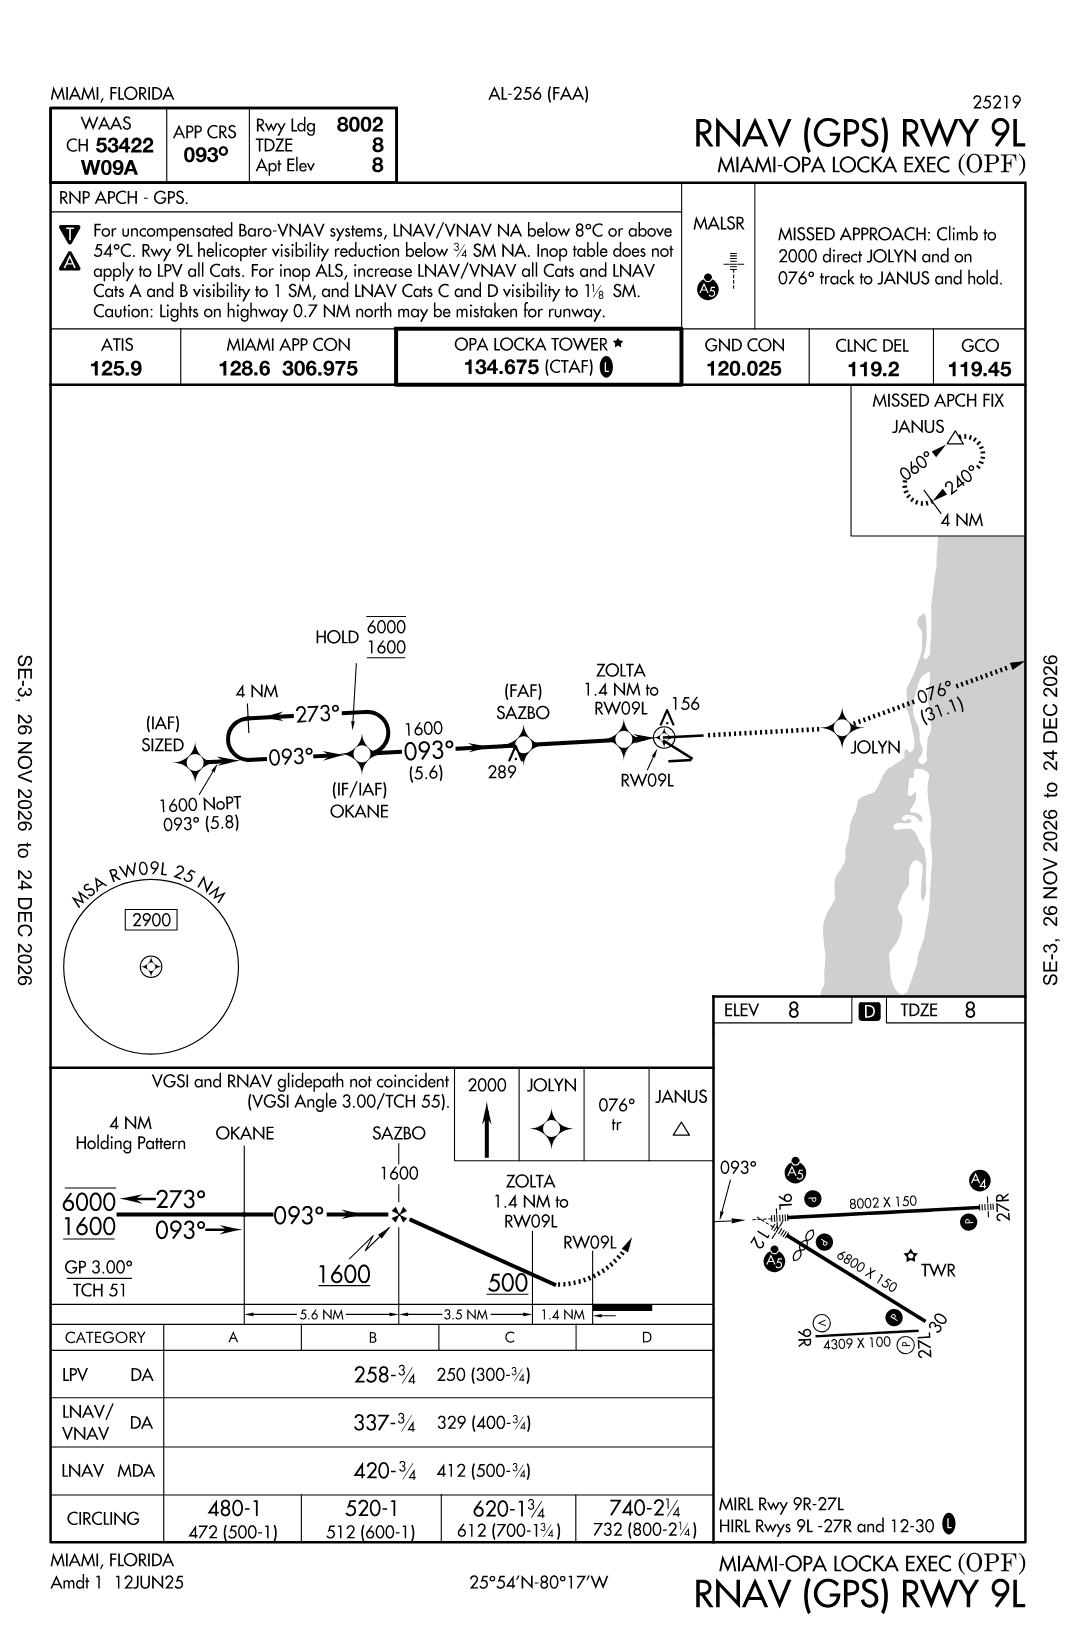 MIAMI, FLORIDA
AL-256 (FAA)
25219
WAAS
CH 53422
W09A
APP CRS
093°
Rwy Ldg 8002
TDZE 8
Apt Elev 8
RNAV (GPS) RWY 9L
MIAMI-OPA LOCKA EXEC (OPF)
RNP APCH - GPS.
T
A
For uncompensated Baro-VNAV systems, LNAV/VNAV NA below 8°C or above
54°C. Rwy 9L helicopter visibility reduction below ¾ SM NA. Inop table does not
apply to LPV all Cats. For inop ALS, increase LNAV/VNAV all Cats and LNAV
Cats A and B visibility to 1 SM, and LNAV Cats C and D visibility to 1⅛ SM.
Caution: Lights on highway 0.7 NM north may be mistaken for runway.
MALSR
A5
MISSED APPROACH: Climb to
2000 direct JOLYN and on
076° track to JANUS and hold.
ATIS
125.9
MIAMI APP CON
128.6 306.975
OPA LOCKA TOWER ★
134.675 (CTAF) L
GND CON
120.025
CLNC DEL
119.2
GCO
119.45
MISSED APCH FIX
JANUS
060°
240°
4 NM
HOLD
6000
1600
4 NM
273°
093°
(IAF)
SIZED
1600 NoPT
093° (5.8)
(IF/IAF)
OKANE
1600
093°
(5.6)
(FAF)
SAZBO
289
ZOLTA
1.4 NM to
RW09L
156
RW09L
JOLYN
076°
(31.1)
MSA RW09L 25 NM
2900
SE-3, 26 NOV 2026 to 24 DEC 2026
SE-3, 26 NOV 2026 to 24 DEC 2026
ELEV 8
D
TDZE 8
093°
A5
9L
P
8002 X 150
A4
27R
P
12
A5
P
6800 X 150
TWR
P
30
9R
V
4309 X 100
P
27L
MIRL Rwy 9R-27L
HIRL Rwys 9L -27R and 12-30 L
VGSI and RNAV glidepath not coincident
(VGSI Angle 3.00/TCH 55).
2000
JOLYN
076°
tr
JANUS
4 NM
Holding Pattern
OKANE
SAZBO
1600
ZOLTA
1.4 NM to
RW09L
RW09L
6000
1600
273°
093°
093°
GP 3.00°
TCH 51
1600
500
5.6 NM
3.5 NM
1.4 NM
CATEGORY A B C D
LPV DA 258-¾ 250 (300-¾)
LNAV/
VNAV DA 337-¾ 329 (400-¾)
LNAV MDA 420-¾ 412 (500-¾)
CIRCLING
480-1 520-1 620-1¾ 740-2¼
472 (500-1) 512 (600-1) 612 (700-1¾) 732 (800-2¼)
MIAMI, FLORIDA
Amdt 1 12JUN25
25°54’N-80°17’W
MIAMI-OPA LOCKA EXEC (OPF)
RNAV (GPS) RWY 9L